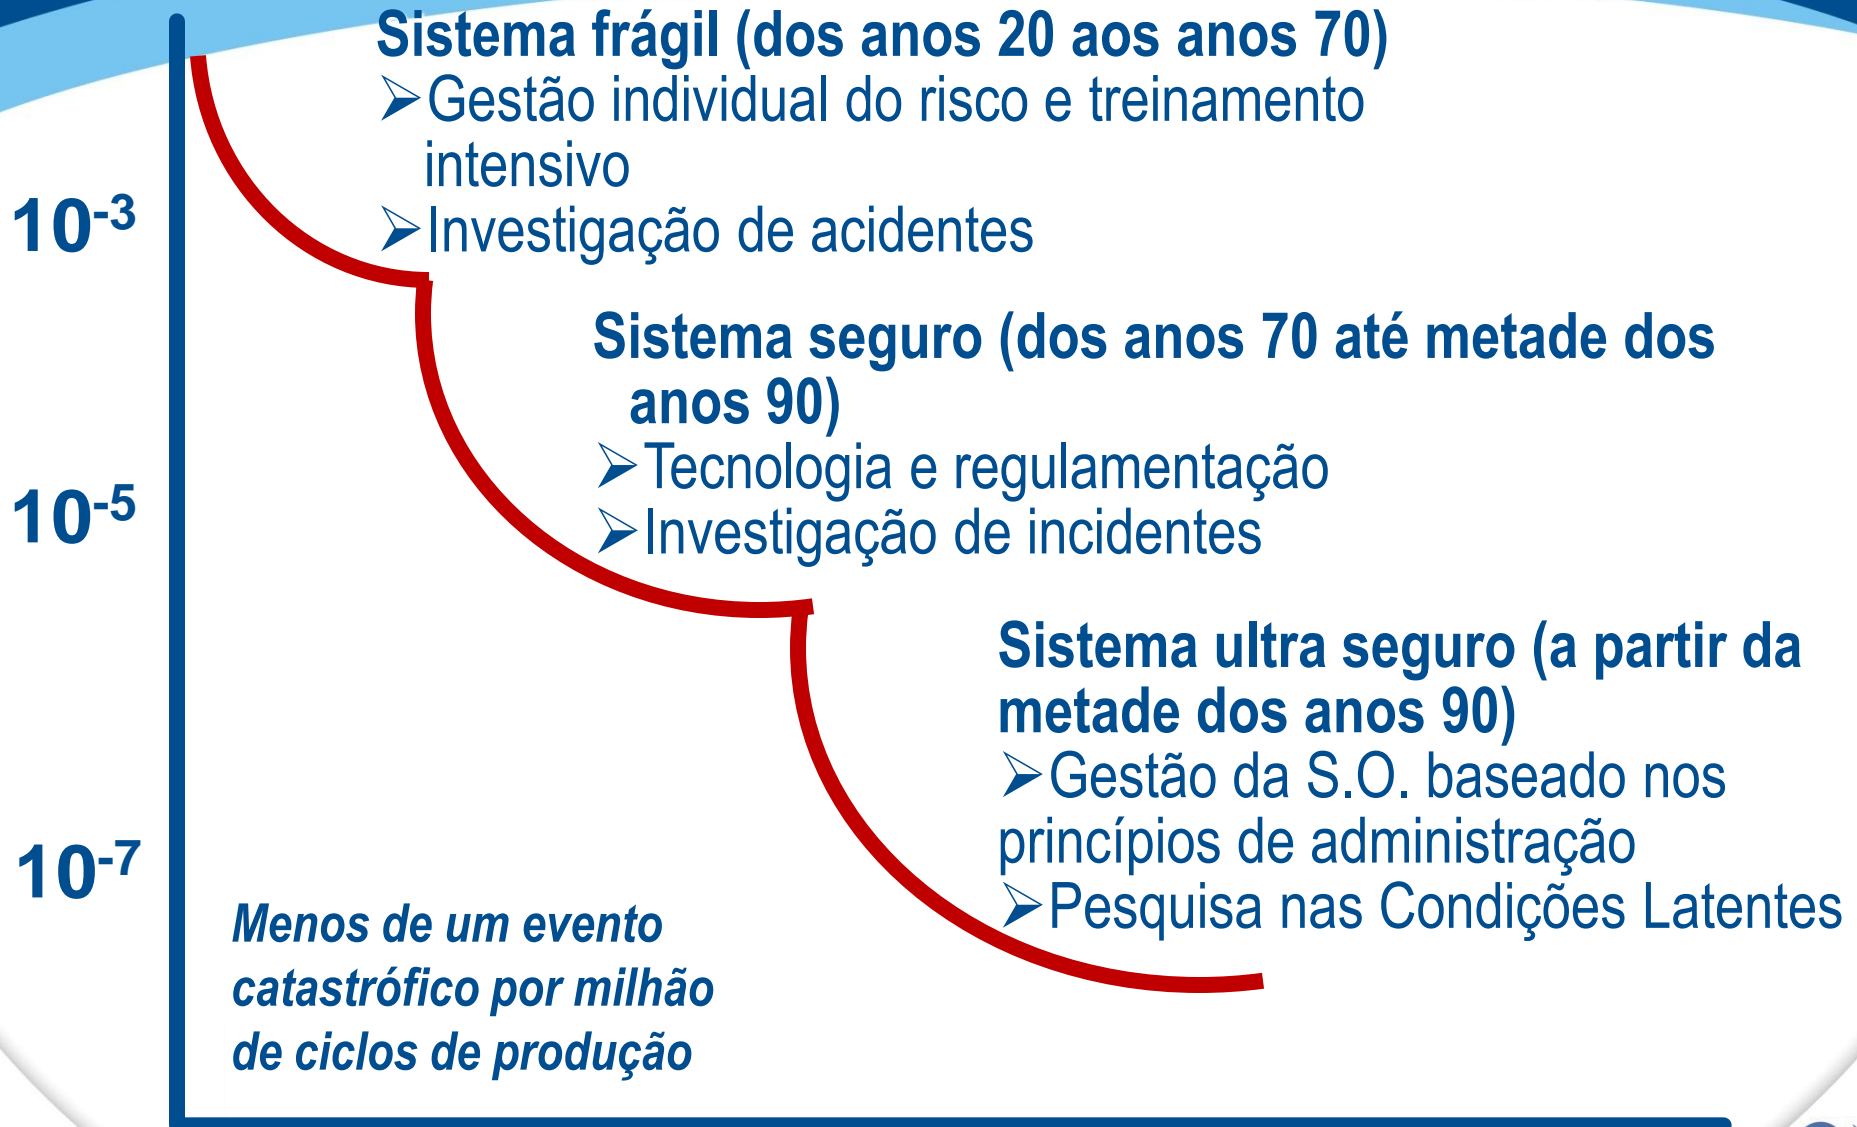 Sistema frágil (dos anos 20 aos anos 70)
➢Gestão individual do risco e treinamento
intensivo
➢Investigação de acidentes
10-3
Sistema seguro (dos anos 70 até metade dos
anos 90)
➢Tecnologia e regulamentação
➢Investigação de incidentes
10-5
Sistema ultra seguro (a partir da
metade dos anos 90)
➢Gestão da S.O. baseado nos
princípios de administração
➢Pesquisa nas Condições Latentes
10-7
Menos de um evento
catastrófico por milhão
de ciclos de produção